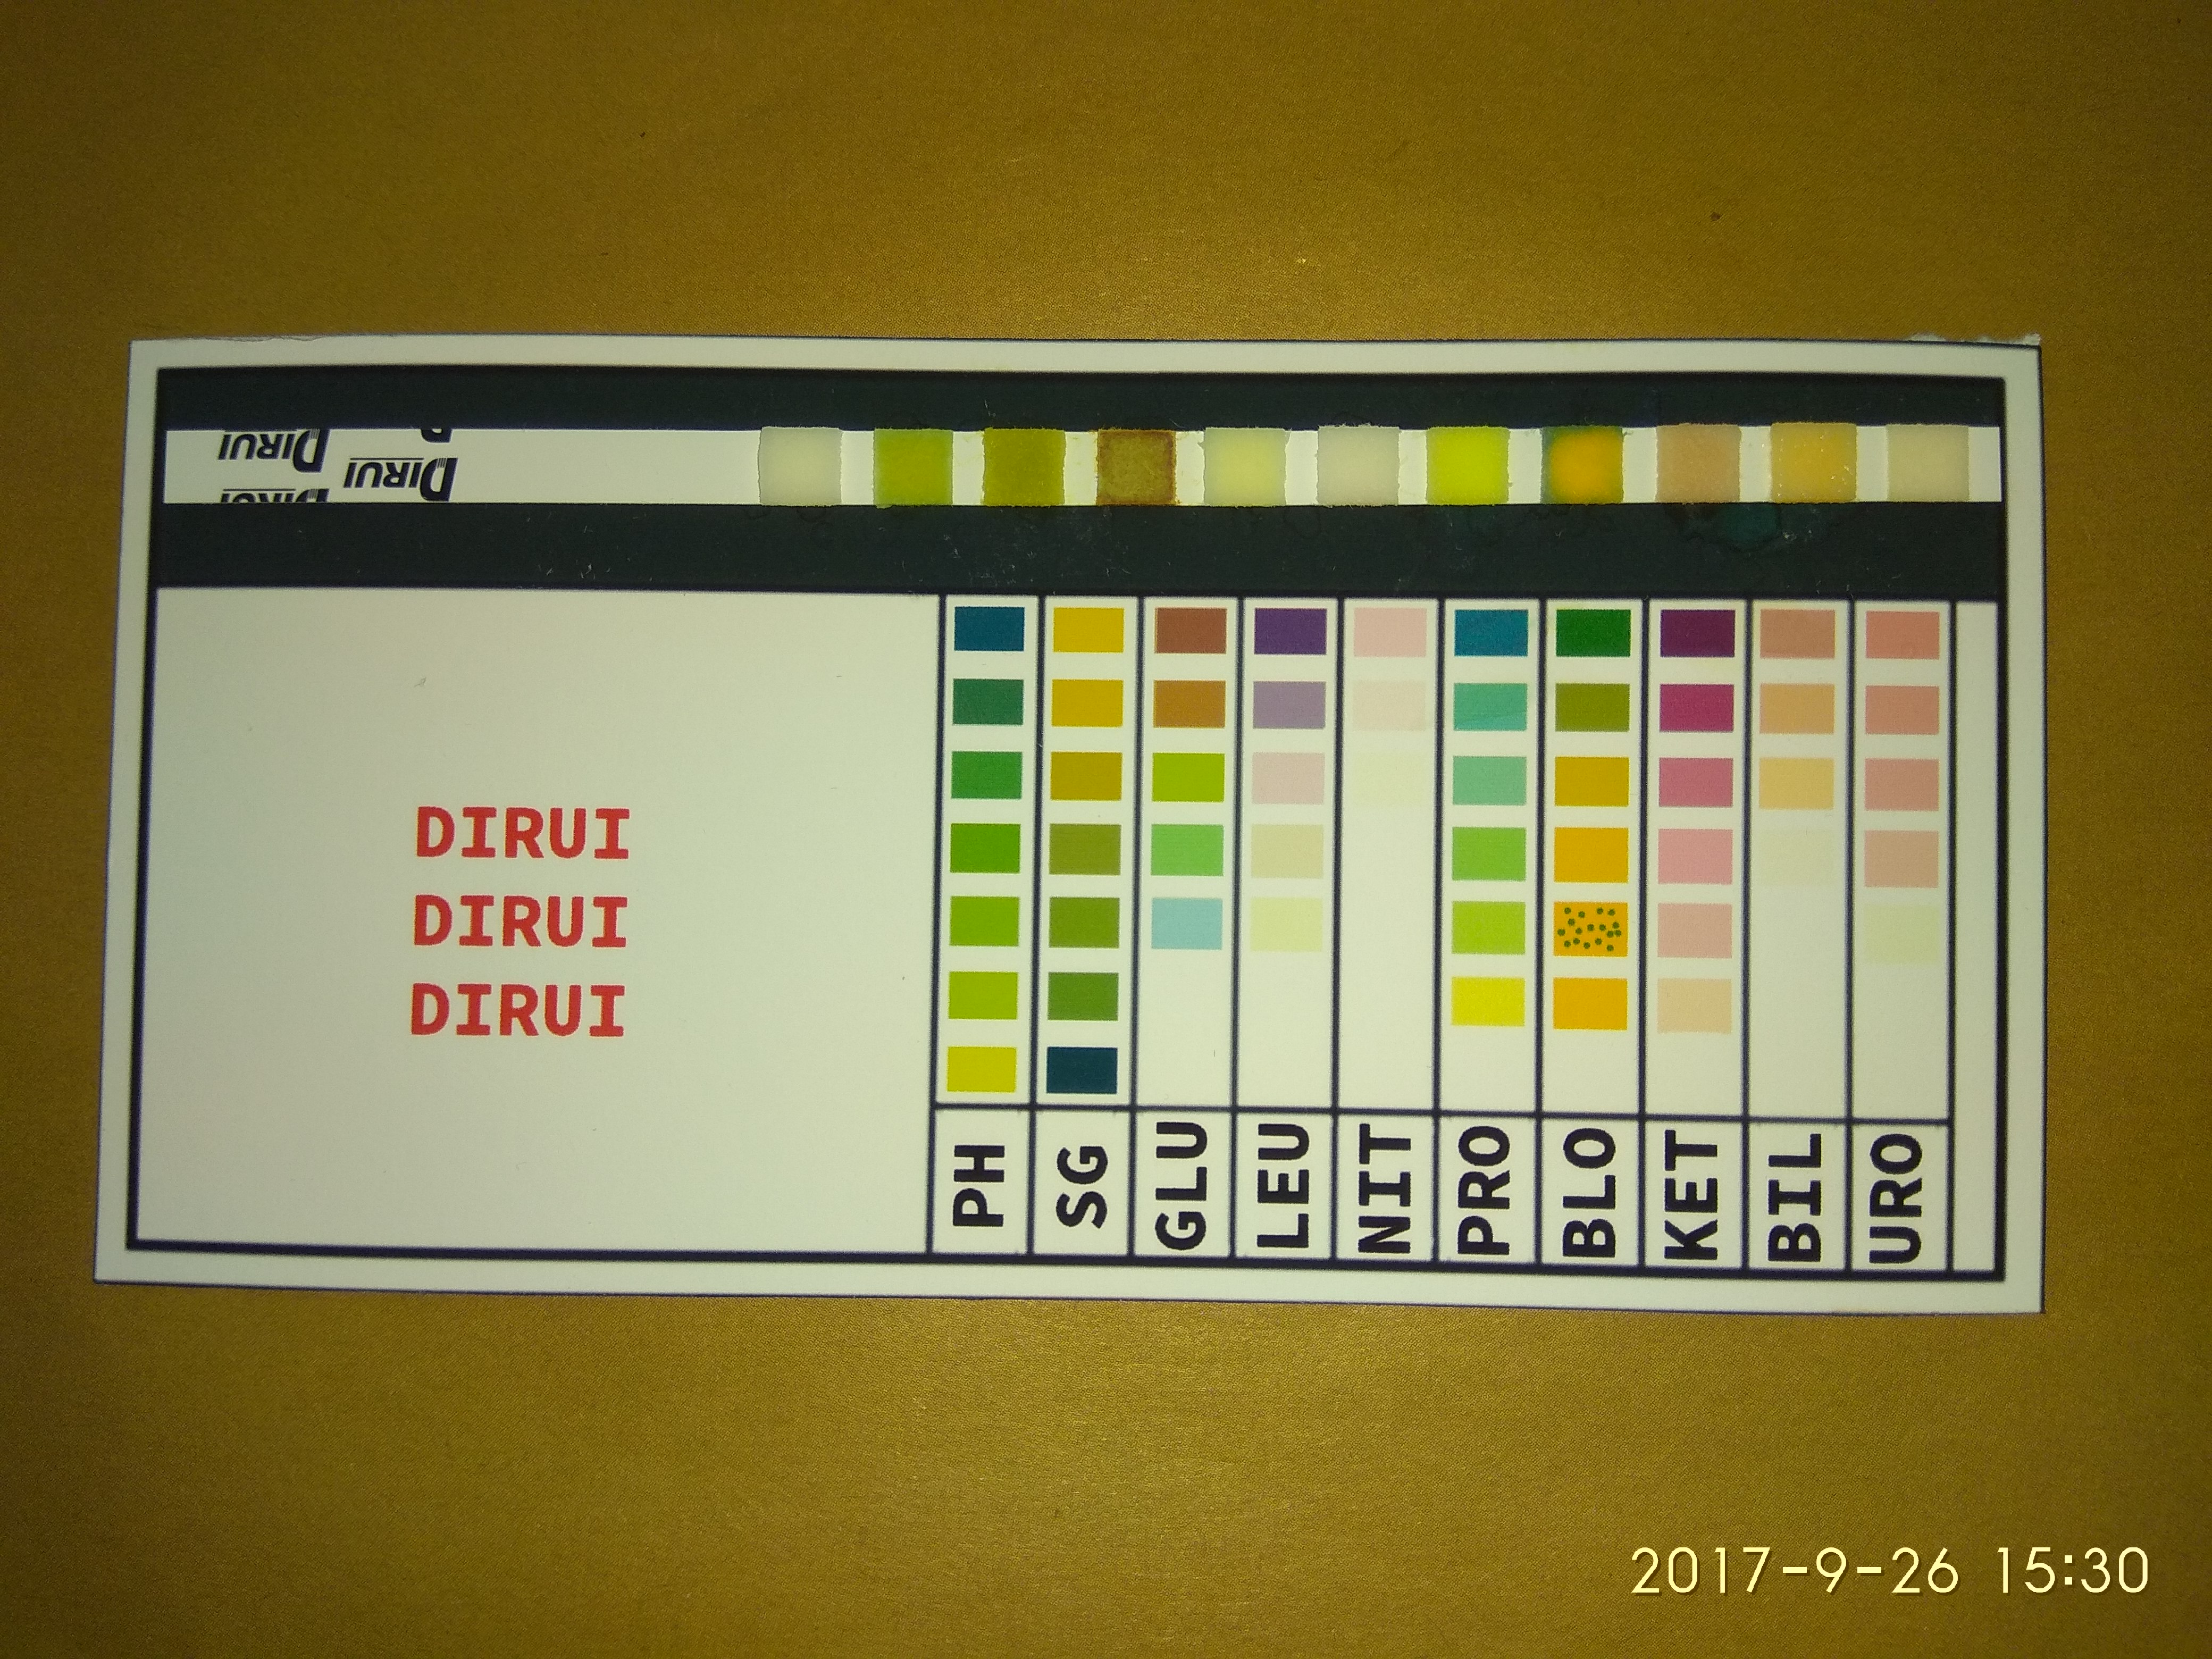 DIRUI
DIRUI
DIRUI
DIRUI
DIRUI
PH SG GLU LEU NIT PRO BLO KET BIL URO
2017-9-26 15:30